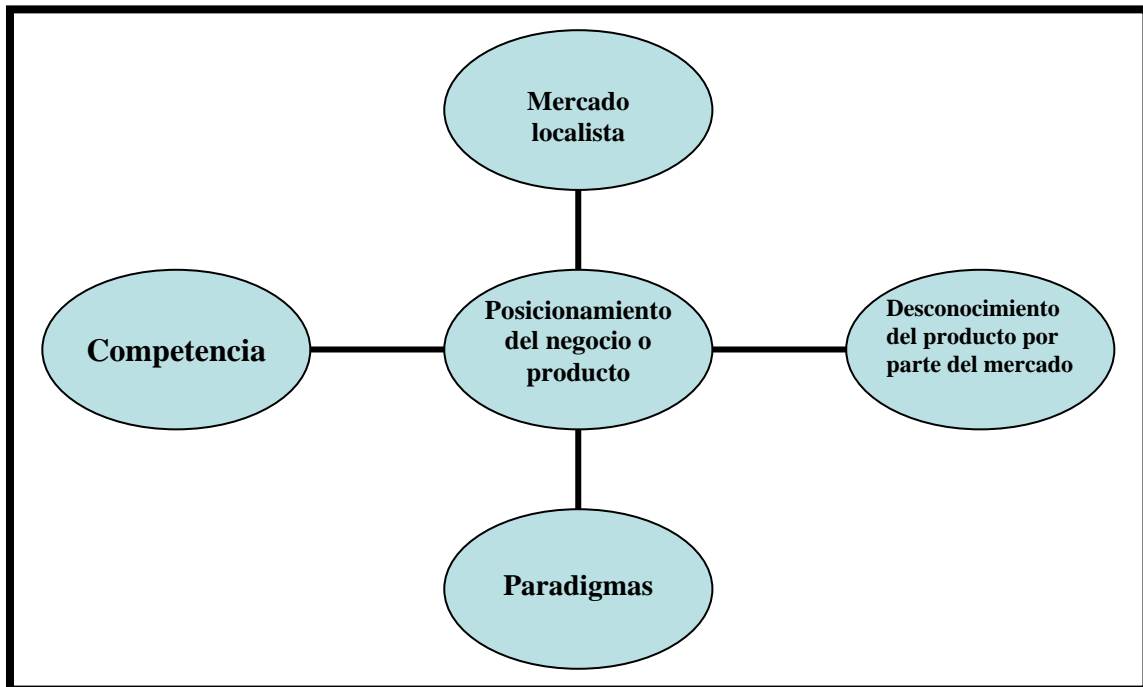 Mercado
localista
Competencia
Posicionamiento
del negocio o
producto
Desconocimiento
del producto por
parte del mercado
Paradigmas